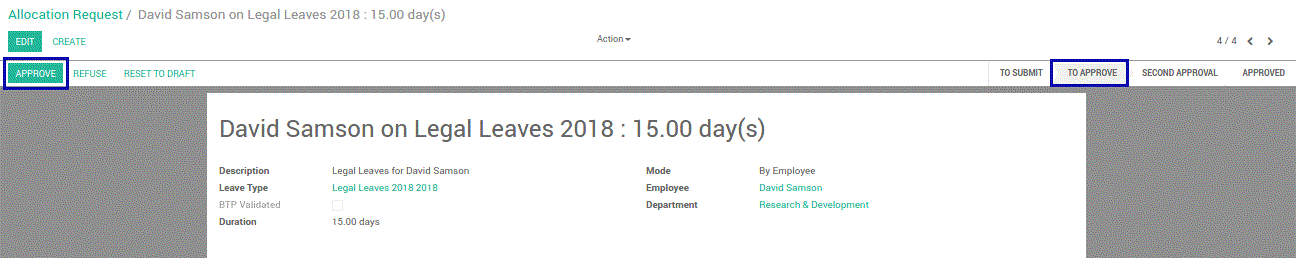 Allocation Request / David Samson on Legal Leaves 2018 : 15.00 day(s)
EDIT CREATE Action 4 / 4
APPROVE REFUSE RESET TO DRAFT TO SUBMIT TO APPROVE SECOND APPROVAL APPROVED
David Samson on Legal Leaves 2018 : 15.00 day(s)
Description Legal Leaves for David Samson Mode By Employee
Leave Type Legal Leaves 2018 2018 Employee David Samson
BTP Validated Department Research & Development
Duration 15.00 days